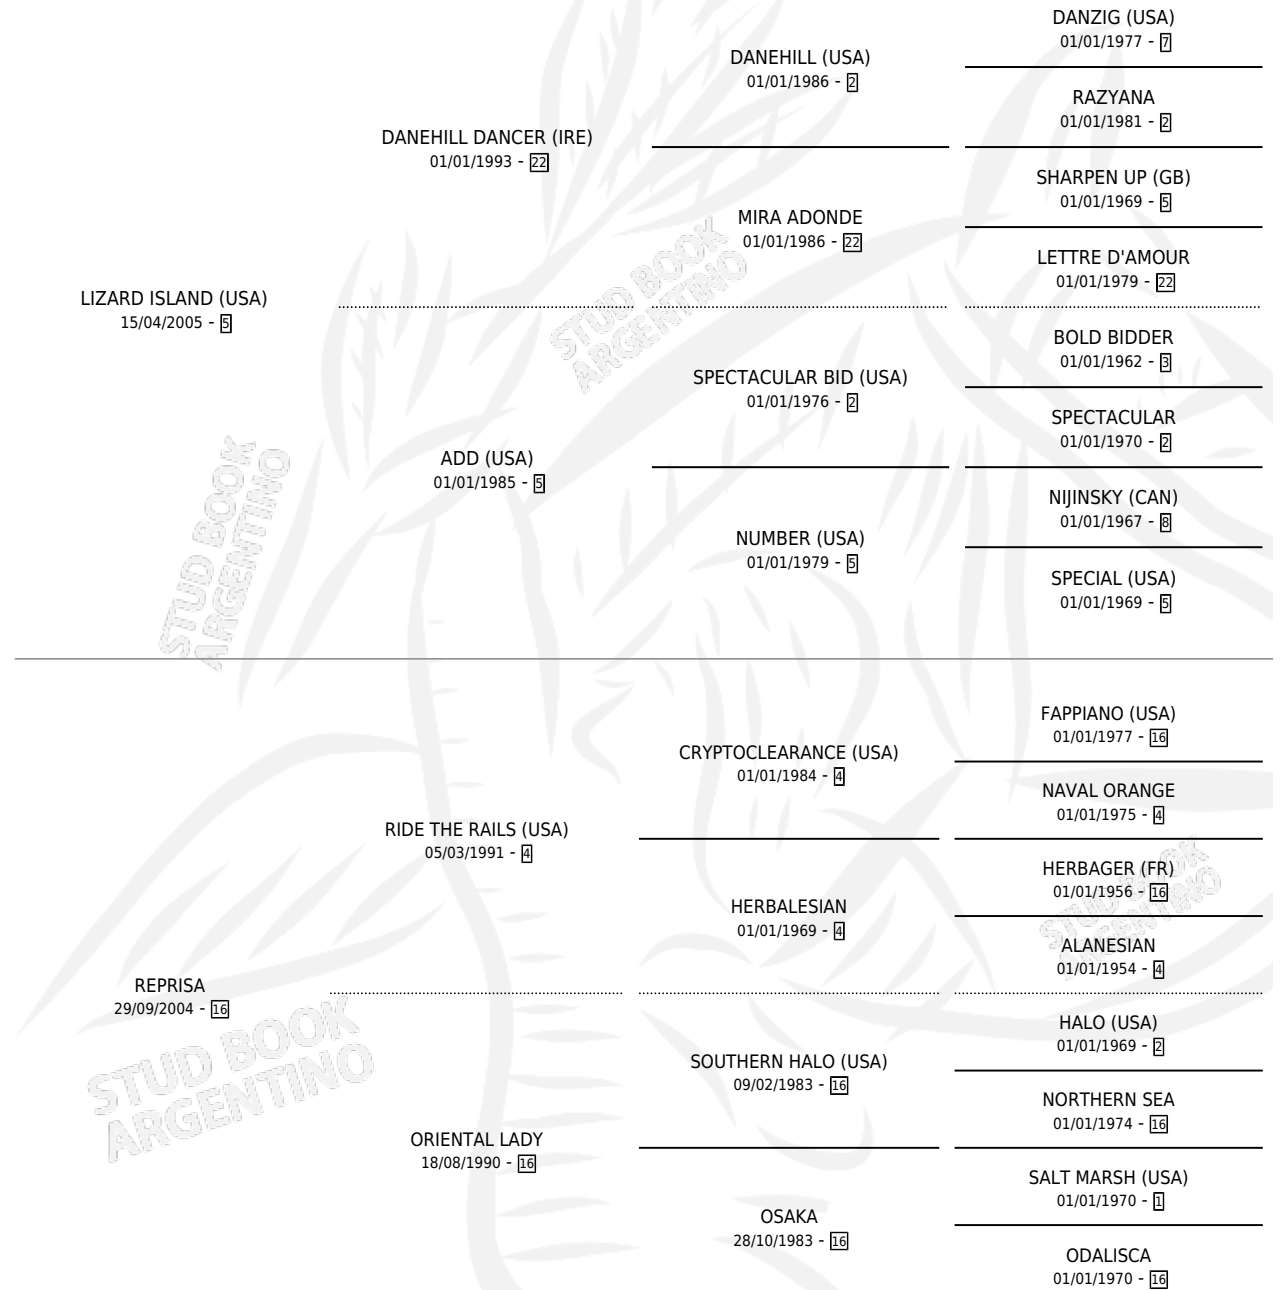 DANZIG (USA)
01/01/1977 - 7
DANEHILL (USA)
01/01/1986 - 2
RAZYANA
01/01/1981 - 2
DANEHILL DANCER (IRE)
01/01/1993 - 22
SHARPEN UP (GB)
01/01/1969 - 5
MIRA ADONDE
01/01/1986 - 22
LETTRE D'AMOUR
01/01/1979 - 22
LIZARD ISLAND (USA)
15/04/2005 - 5
BOLD BIDDER
01/01/1962 - 3
SPECTACULAR BID (USA)
01/01/1976 - 2
SPECTACULAR
01/01/1970 - 2
ADD (USA)
01/01/1985 - 5
NIJINSKY (CAN)
01/01/1967 - 8
NUMBER (USA)
01/01/1979 - 5
SPECIAL (USA)
01/01/1969 - 5
FAPPIANO (USA)
01/01/1977 - 16
CRYPTOCLEARANCE (USA)
01/01/1984 - 4
NAVAL ORANGE
01/01/1975 - 4
RIDE THE RAILS (USA)
05/03/1991 - 4
HERBAGER (FR)
01/01/1956 - 16
HERBALESIAN
01/01/1969 - 4
ALANESIAN
01/01/1954 - 4
REPRISA
29/09/2004 - 16
HALO (USA)
01/01/1969 - 2
SOUTHERN HALO (USA)
09/02/1983 - 16
NORTHERN SEA
01/01/1974 - 16
ORIENTAL LADY
18/08/1990 - 16
SALT MARSH (USA)
01/01/1970 - 1
OSAKA
28/10/1983 - 16
ODALISCA
01/01/1970 - 16
STUD BOOK
ARGENTINO
STUD BOOK
ARGENTINO
STUD BOOK
ARGENTINO
STUD BOOK
ARGENTINO